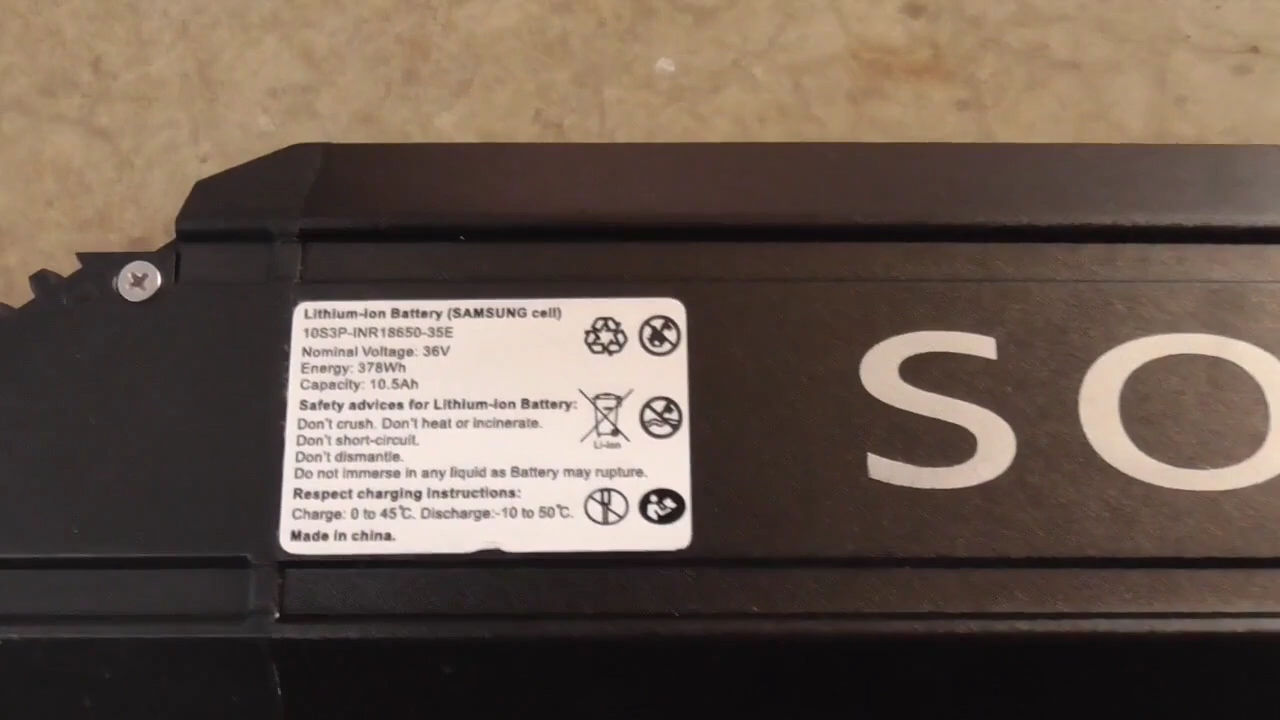 Lithium-ion Battery (SAMSUNG cell)
10S3P-INR18650-35E
Nominal Voltage: 36V
Energy: 378Wh
Capacity: 10.5Ah
Safety advices for Lithium-ion Battery:
Don't crush. Don't heat or incinerate.
Don't short-circuit.
Don't dismantle.
Do not immerse in any liquid as Battery may rupture.
Respect charging instructions:
Charge: 0 to 45℃. Discharge:-10 to 50℃.
Made in china.
Li-ion
SO